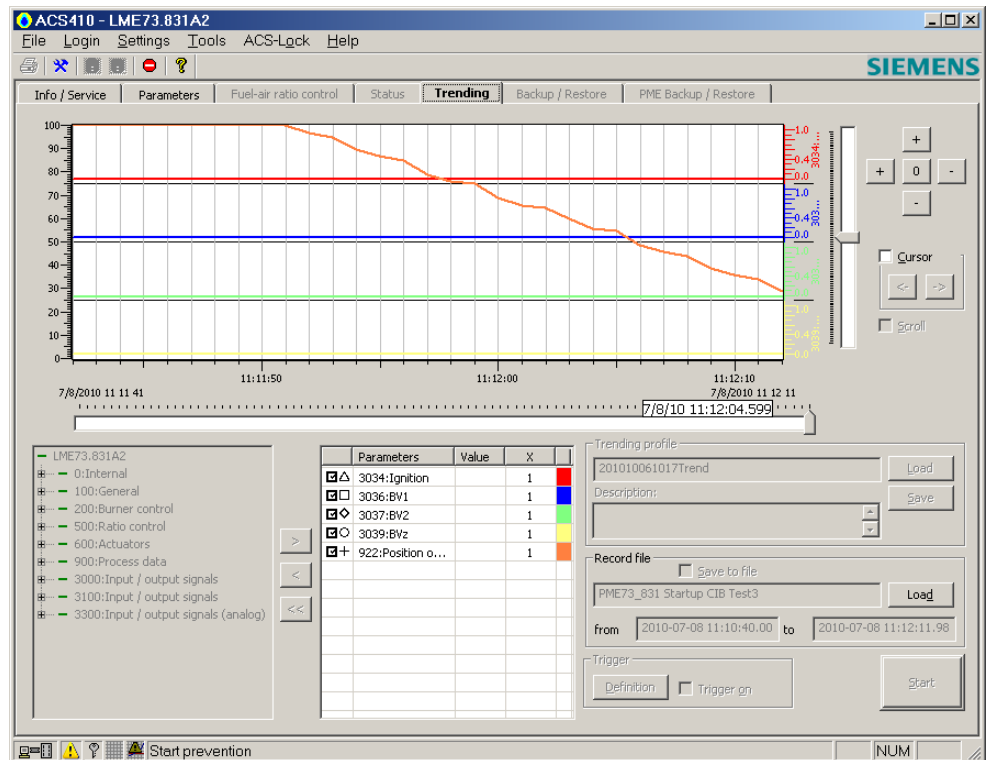 ACS410 - LME73.831A2
File Login Settings Tools ACS-Lock Help
SIEMENS
Info / Service Parameters Fuel-air ratio control Status Trending Backup / Restore PME Backup / Restore
100
90
80
70
60
50
40
30
20
10
0
1.0
0.4
0.0
3034:...
1.0
0.4
0.0
303...
1.0
0.4
0.0
3039:...
+
+ 0 -
-
Cursor
<- ->
Scroll
11:11:50 11:12:00 11:12:10
7/8/2010 11 11 41 7/8/2010 11 12 11
7/8/10 11:12:04.599
LME73.831A2
0:Internal
100:General
200:Burner control
500:Ratio control
600:Actuators
900:Process data
3000:Input / output signals
3100:Input / output signals
3300:Input / output signals (analog)
>
<
<<
Parameters Value X
3034:Ignition 1
3036:BV1 1
3037:BV2 1
3039:BVz 1
922:Position o... 1
Trending profile
201010061017Trend Load
Description: Save
Record file
Save to file
PME73_831 Startup CIB Test3 Load
from 2010-07-08 11:10:40.00 to 2010-07-08 11:12:11.98
Trigger
Definition Trigger on
Start
Start prevention NUM